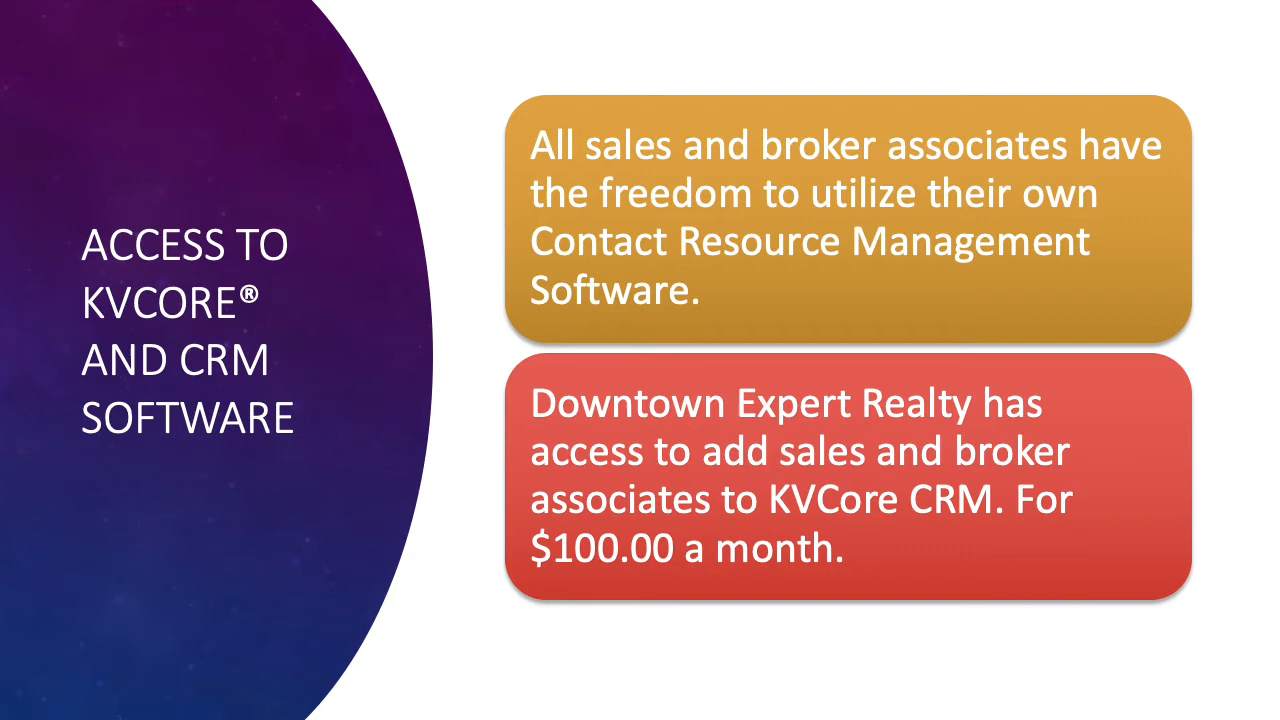 ACCESS TO
KVCORE®
AND CRM
SOFTWARE
All sales and broker associates have
the freedom to utilize their own
Contact Resource Management
Software.
Downtown Expert Realty has
access to add sales and broker
associates to KVCore CRM. For
$100.00 a month.